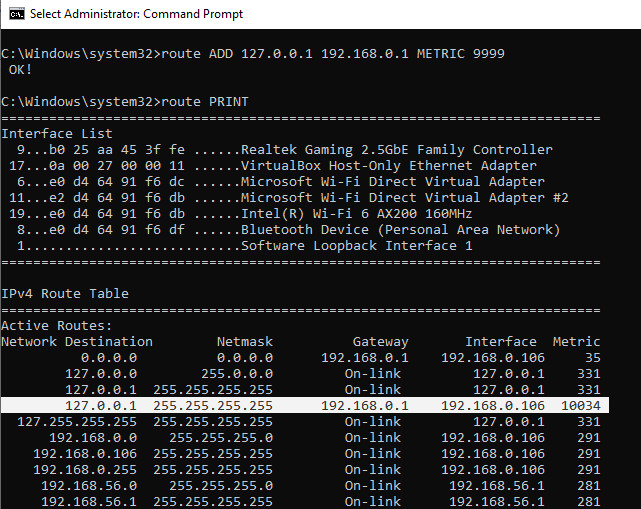 Select Administrator: Command Prompt
C:\Windows\system32>route ADD 127.0.0.1 192.168.0.1 METRIC 9999
OK!
C:\Windows\system32>route PRINT
===========================================================================
Interface List
9...b0 25 aa 45 3f fe ......Realtek Gaming 2.5GbE Family Controller
17...0a 00 27 00 00 11 ......VirtualBox Host-Only Ethernet Adapter
6...e0 d4 64 91 f6 dc ......Microsoft Wi-Fi Direct Virtual Adapter
11...e2 d4 64 91 f6 db ......Microsoft Wi-Fi Direct Virtual Adapter #2
19...e0 d4 64 91 f6 db ......Intel(R) Wi-Fi 6 AX200 160MHz
8...e0 d4 64 91 f6 df ......Bluetooth Device (Personal Area Network)
1...........................Software Loopback Interface 1
===========================================================================
IPv4 Route Table
===========================================================================
Active Routes:
Network Destination Netmask Gateway Interface Metric
0.0.0.0 0.0.0.0 192.168.0.1 192.168.0.106 35
127.0.0.0 255.0.0.0 On-link 127.0.0.1 331
127.0.0.1 255.255.255.255 On-link 127.0.0.1 331
127.0.0.1 255.255.255.255 192.168.0.1 192.168.0.106 10034
127.255.255.255 255.255.255.255 On-link 127.0.0.1 331
192.168.0.0 255.255.255.0 On-link 192.168.0.106 291
192.168.0.106 255.255.255.255 On-link 192.168.0.106 291
192.168.0.255 255.255.255.255 On-link 192.168.0.106 291
192.168.56.0 255.255.255.0 On-link 192.168.56.1 281
192.168.56.1 255.255.255.255 On-link 192.168.56.1 281